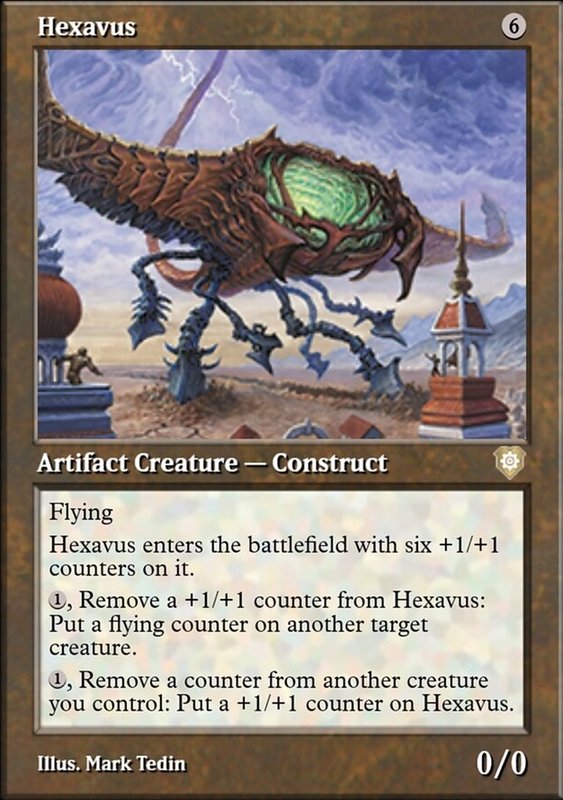 Hexavus
6
Artifact Creature — Construct
Flying
Hexavus enters the battlefield with six +1/+1
counters on it.
1, Remove a +1/+1 counter from Hexavus:
Put a flying counter on another target
creature.
1, Remove a counter from another creature
you control: Put a +1/+1 counter on Hexavus.
Illus. Mark Tedin
0/0